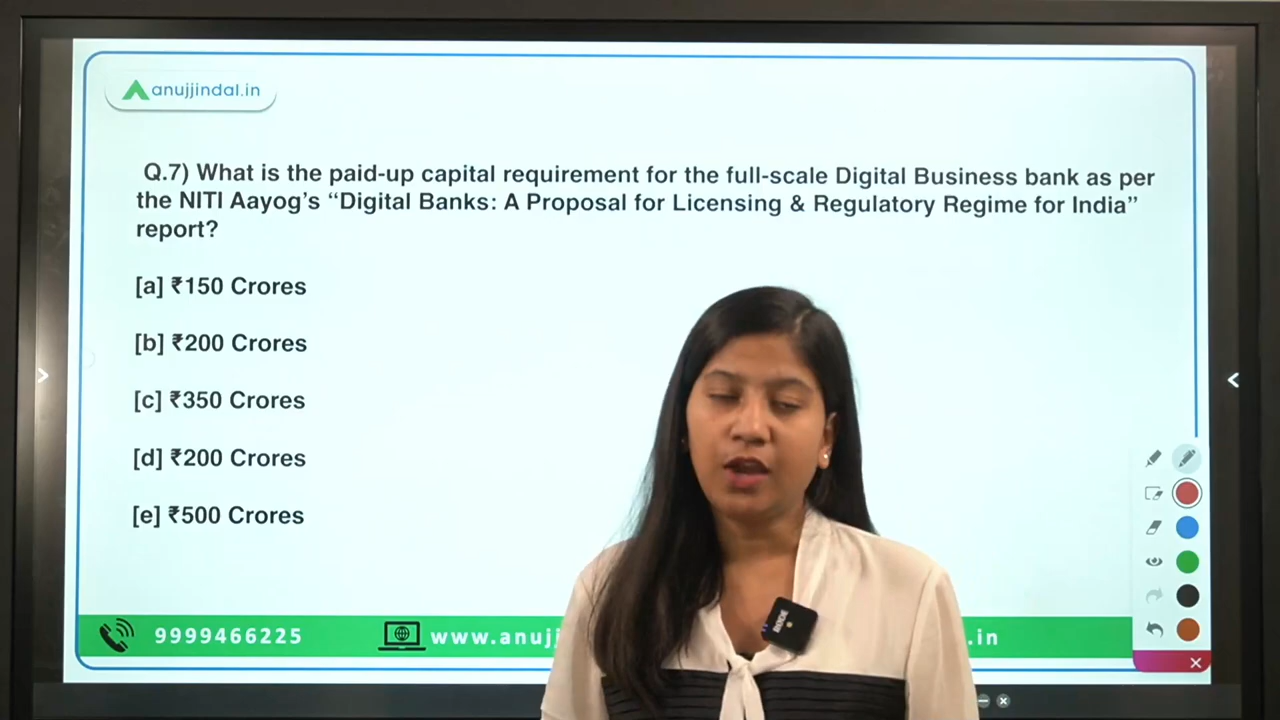 anujjindal.in
Q.7) What is the paid-up capital requirement for the full-scale Digital Business bank as per
the NITI Aayog's “Digital Banks: A Proposal for Licensing & Regulatory Regime for India”
report?
[a] ₹150 Crores
[b] ₹200 Crores
[c] ₹350 Crores
[d] ₹200 Crores
[e] ₹500 Crores
9999466225 www.anujj .in
RODE